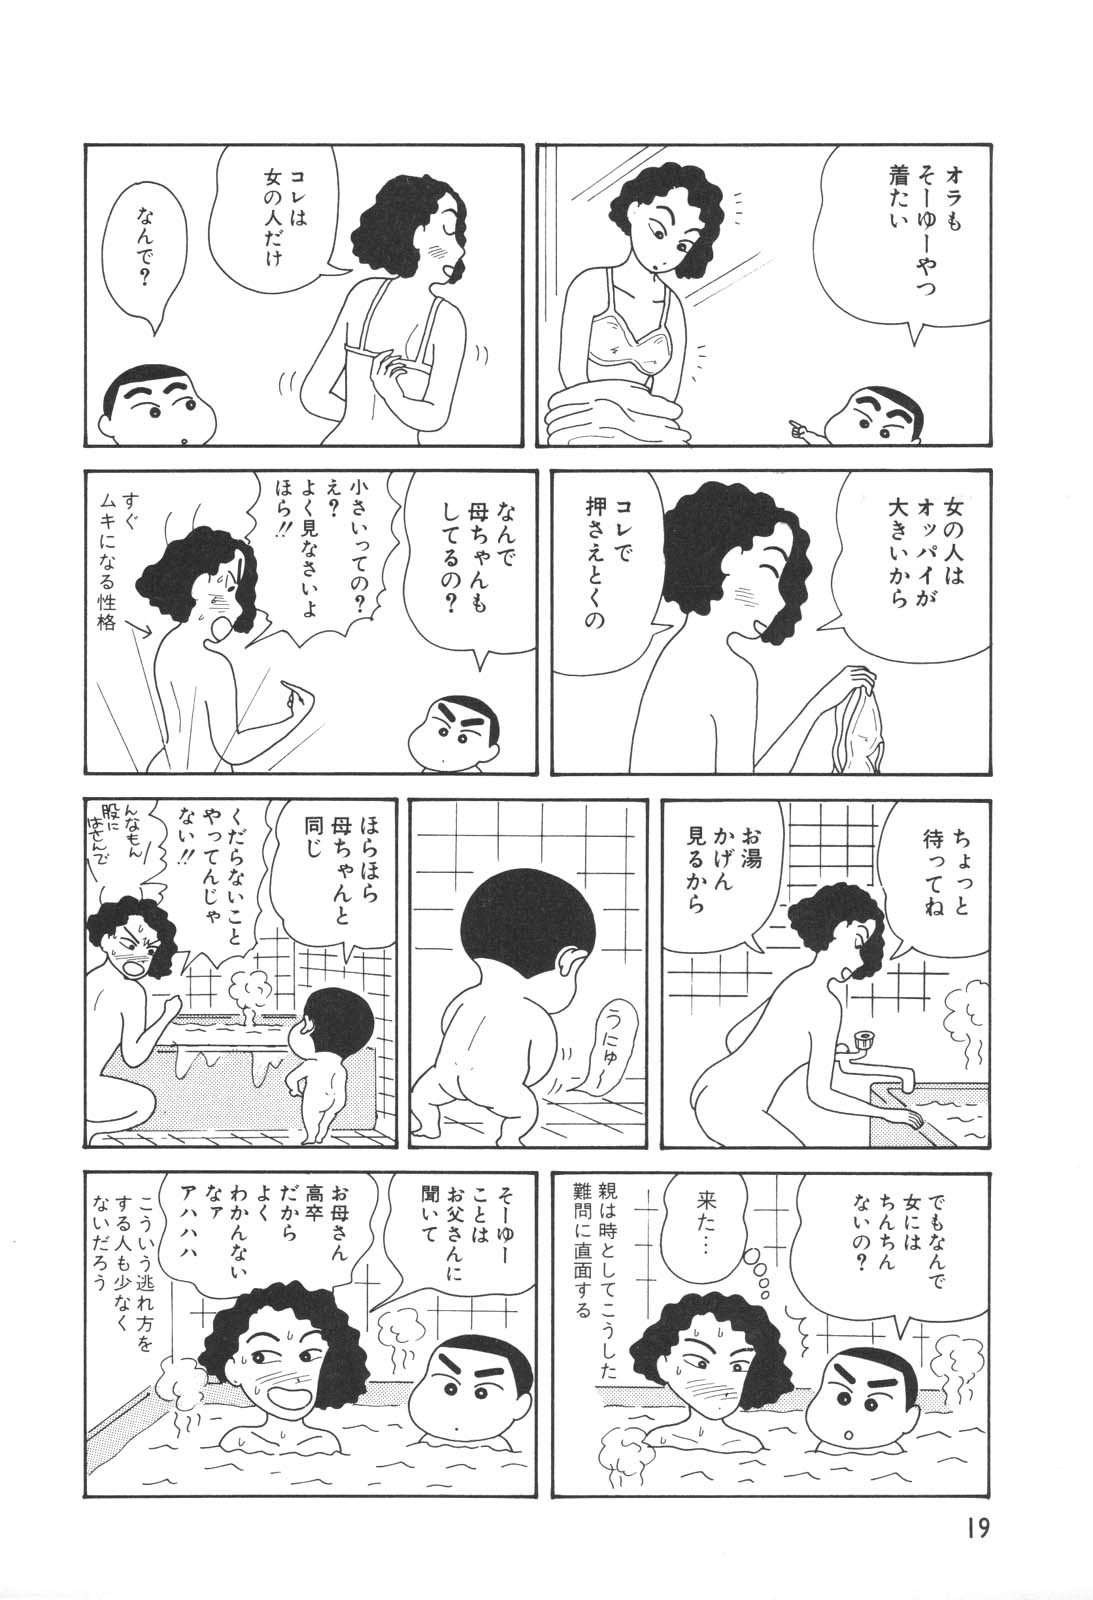 オラも
そーゆーやつ
着たい
コレは
女の人だけ
なんで？
女の人は
オッパイが
大きいから
コレで
押さえとくの
なんで
母ちゃんも
してるの？
小さいっての？
え？
よく見なさいよ
ほら!!
すぐ
ムキになる性格
ちょっと
待ってね
お湯
かげん
見るから
うにゅ〜
ほらほら
母ちゃんと
同じ
くだらないこと
やってんじゃ
ない!!
んなもん
股に
はさんで
でもなんで
女には
ちんちん
ないの？
来た…
親は時としてこうした
難問に直面する
そーゆー
ことは
お父さんに
聞いて
お母さん
高卒
だから
よく
わかんない
なァ
アハハハ
こういう逃れ方を
する人も少なく
ないだろう
19